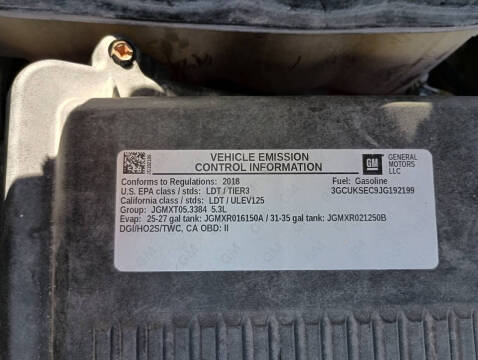 VEHICLE EMISSION
CONTROL INFORMATION
GM
GENERAL
MOTORS
LLC
Conforms to Regulations: 2018
Fuel: Gasoline
U.S. EPA class / stds: LDT / TIER3
3GCUKSEC9JG192199
California class / stds: LDT / ULEV125
Group: JGMXT05.3384 5.3L
Evap: 25-27 gal tank: JGMXR016150A / 31-35 gal tank: JGMXR021250B
DGI/HO2S/TWC, CA OBD: II